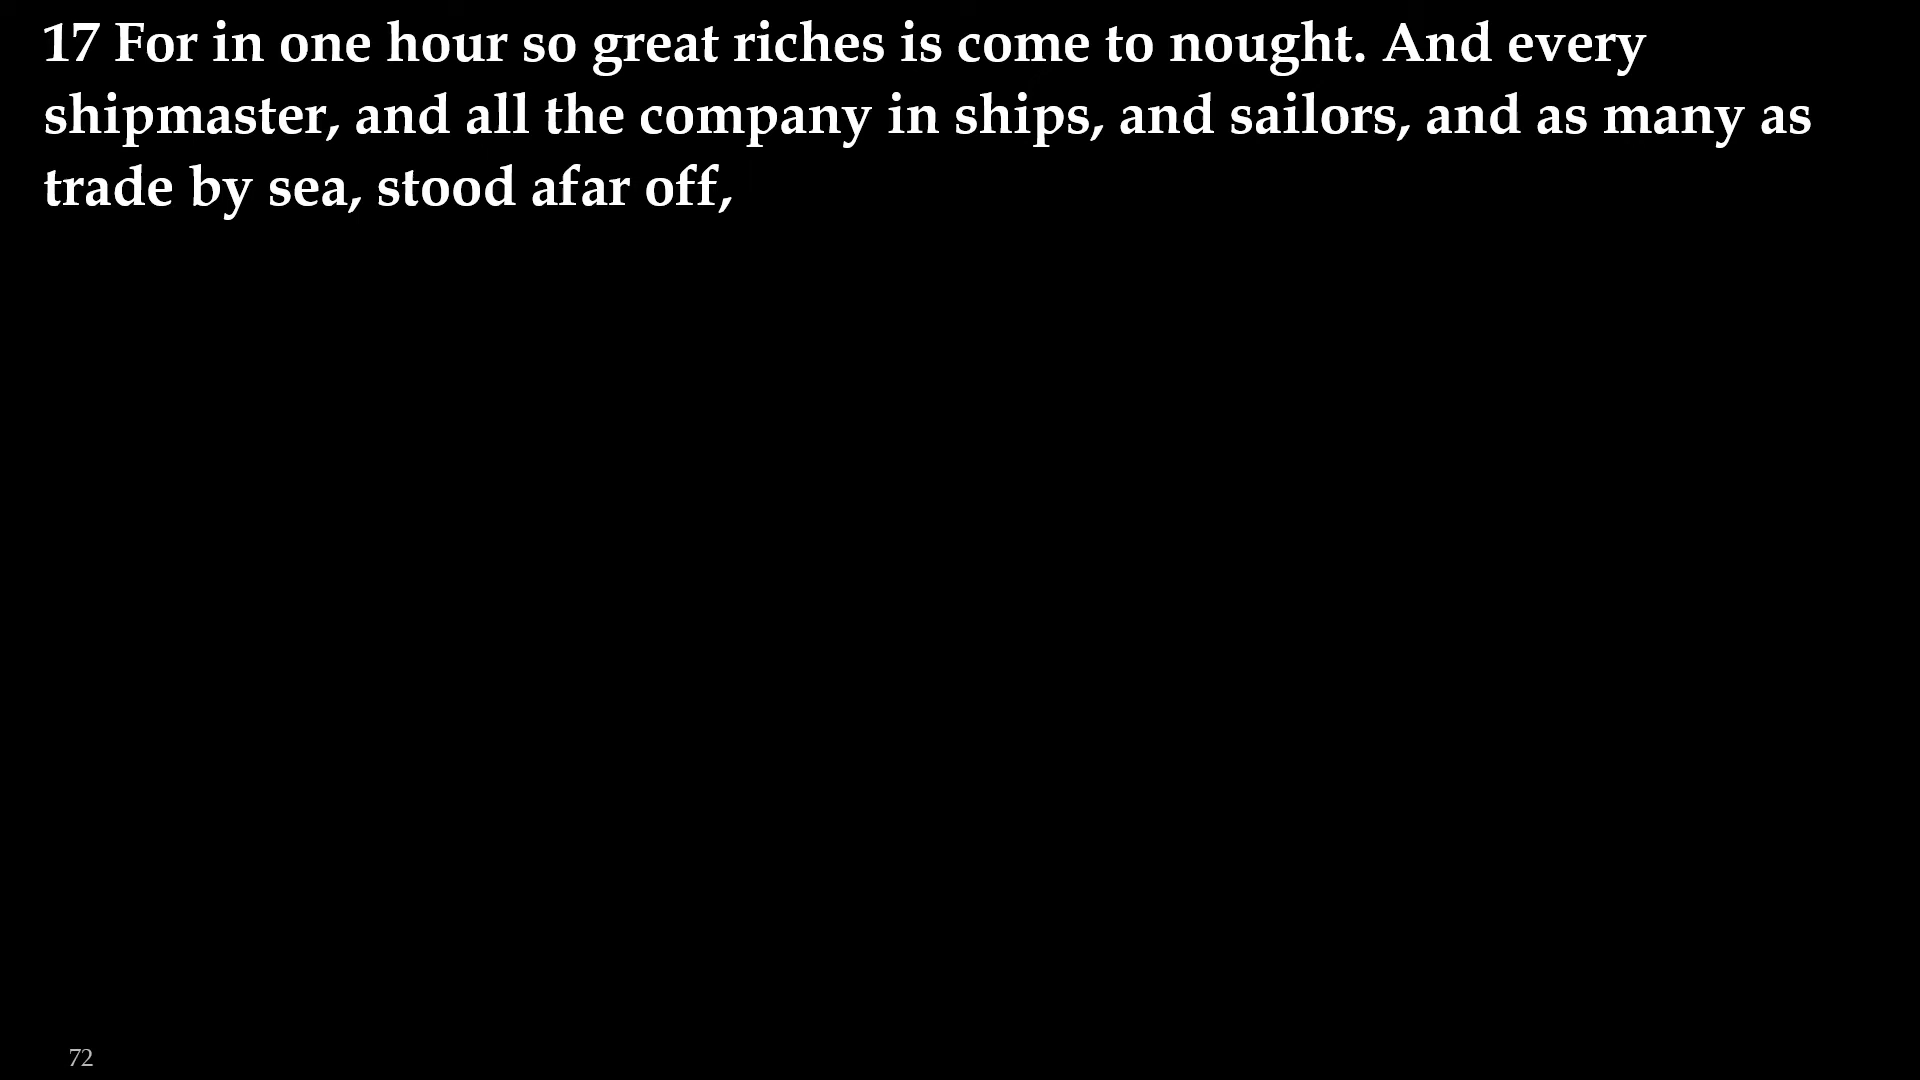 17 For in one hour so great riches is come to nought. And every
shipmaster, and all the company in ships, and sailors, and as many as
trade by sea, stood afar off,
72